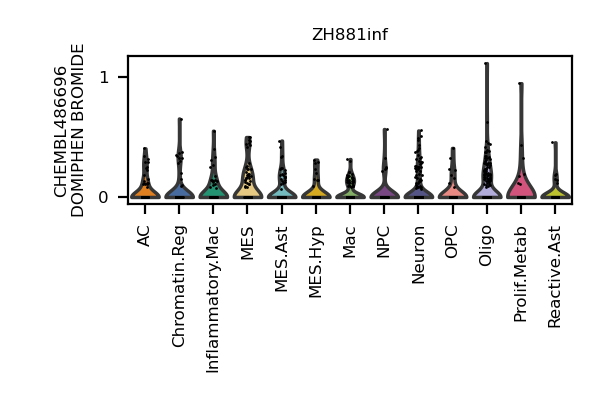 ZH881inf
CHEMBL486696
DOMIPHEN BROMIDE
1
0
AC
Chromatin.Reg
Inflammatory.Mac
MES
MES.Ast
MES.Hyp
Mac
NPC
Neuron
OPC
Oligo
Prolif.Metab
Reactive.Ast